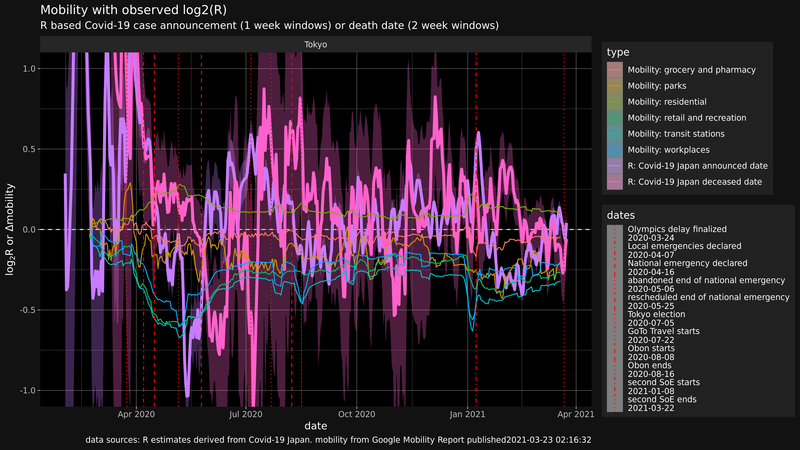 Mobility with observed log2(R)
R based Covid-19 case announcement (1 week windows) or death date (2 week windows)
Tokyo
1.0
0.5
0.0
-0.5
-1.0
log₂R or Δmobility
Apr 2020
Jul 2020
Oct 2020
Jan 2021
Apr 2021
date
data sources: R estimates derived from Covid-19 Japan. mobility from Google Mobility Report published2021-03-23 02:16:32
type
Mobility: grocery and pharmacy
Mobility: parks
Mobility: residential
Mobility: retail and recreation
Mobility: transit stations
Mobility: workplaces
R: Covid-19 Japan announced date
R: Covid-19 Japan deceased date
dates
Olympics delay finalized
2020-03-24
Local emergencies declared
2020-04-07
National emergency declared
2020-04-16
abandoned end of national emergency
2020-05-06
rescheduled end of national emergency
2020-05-25
Tokyo election
2020-07-05
GoTo Travel starts
2020-07-22
Obon starts
2020-08-08
Obon ends
2020-08-16
second SoE starts
2021-01-08
second SoE ends
2021-03-22